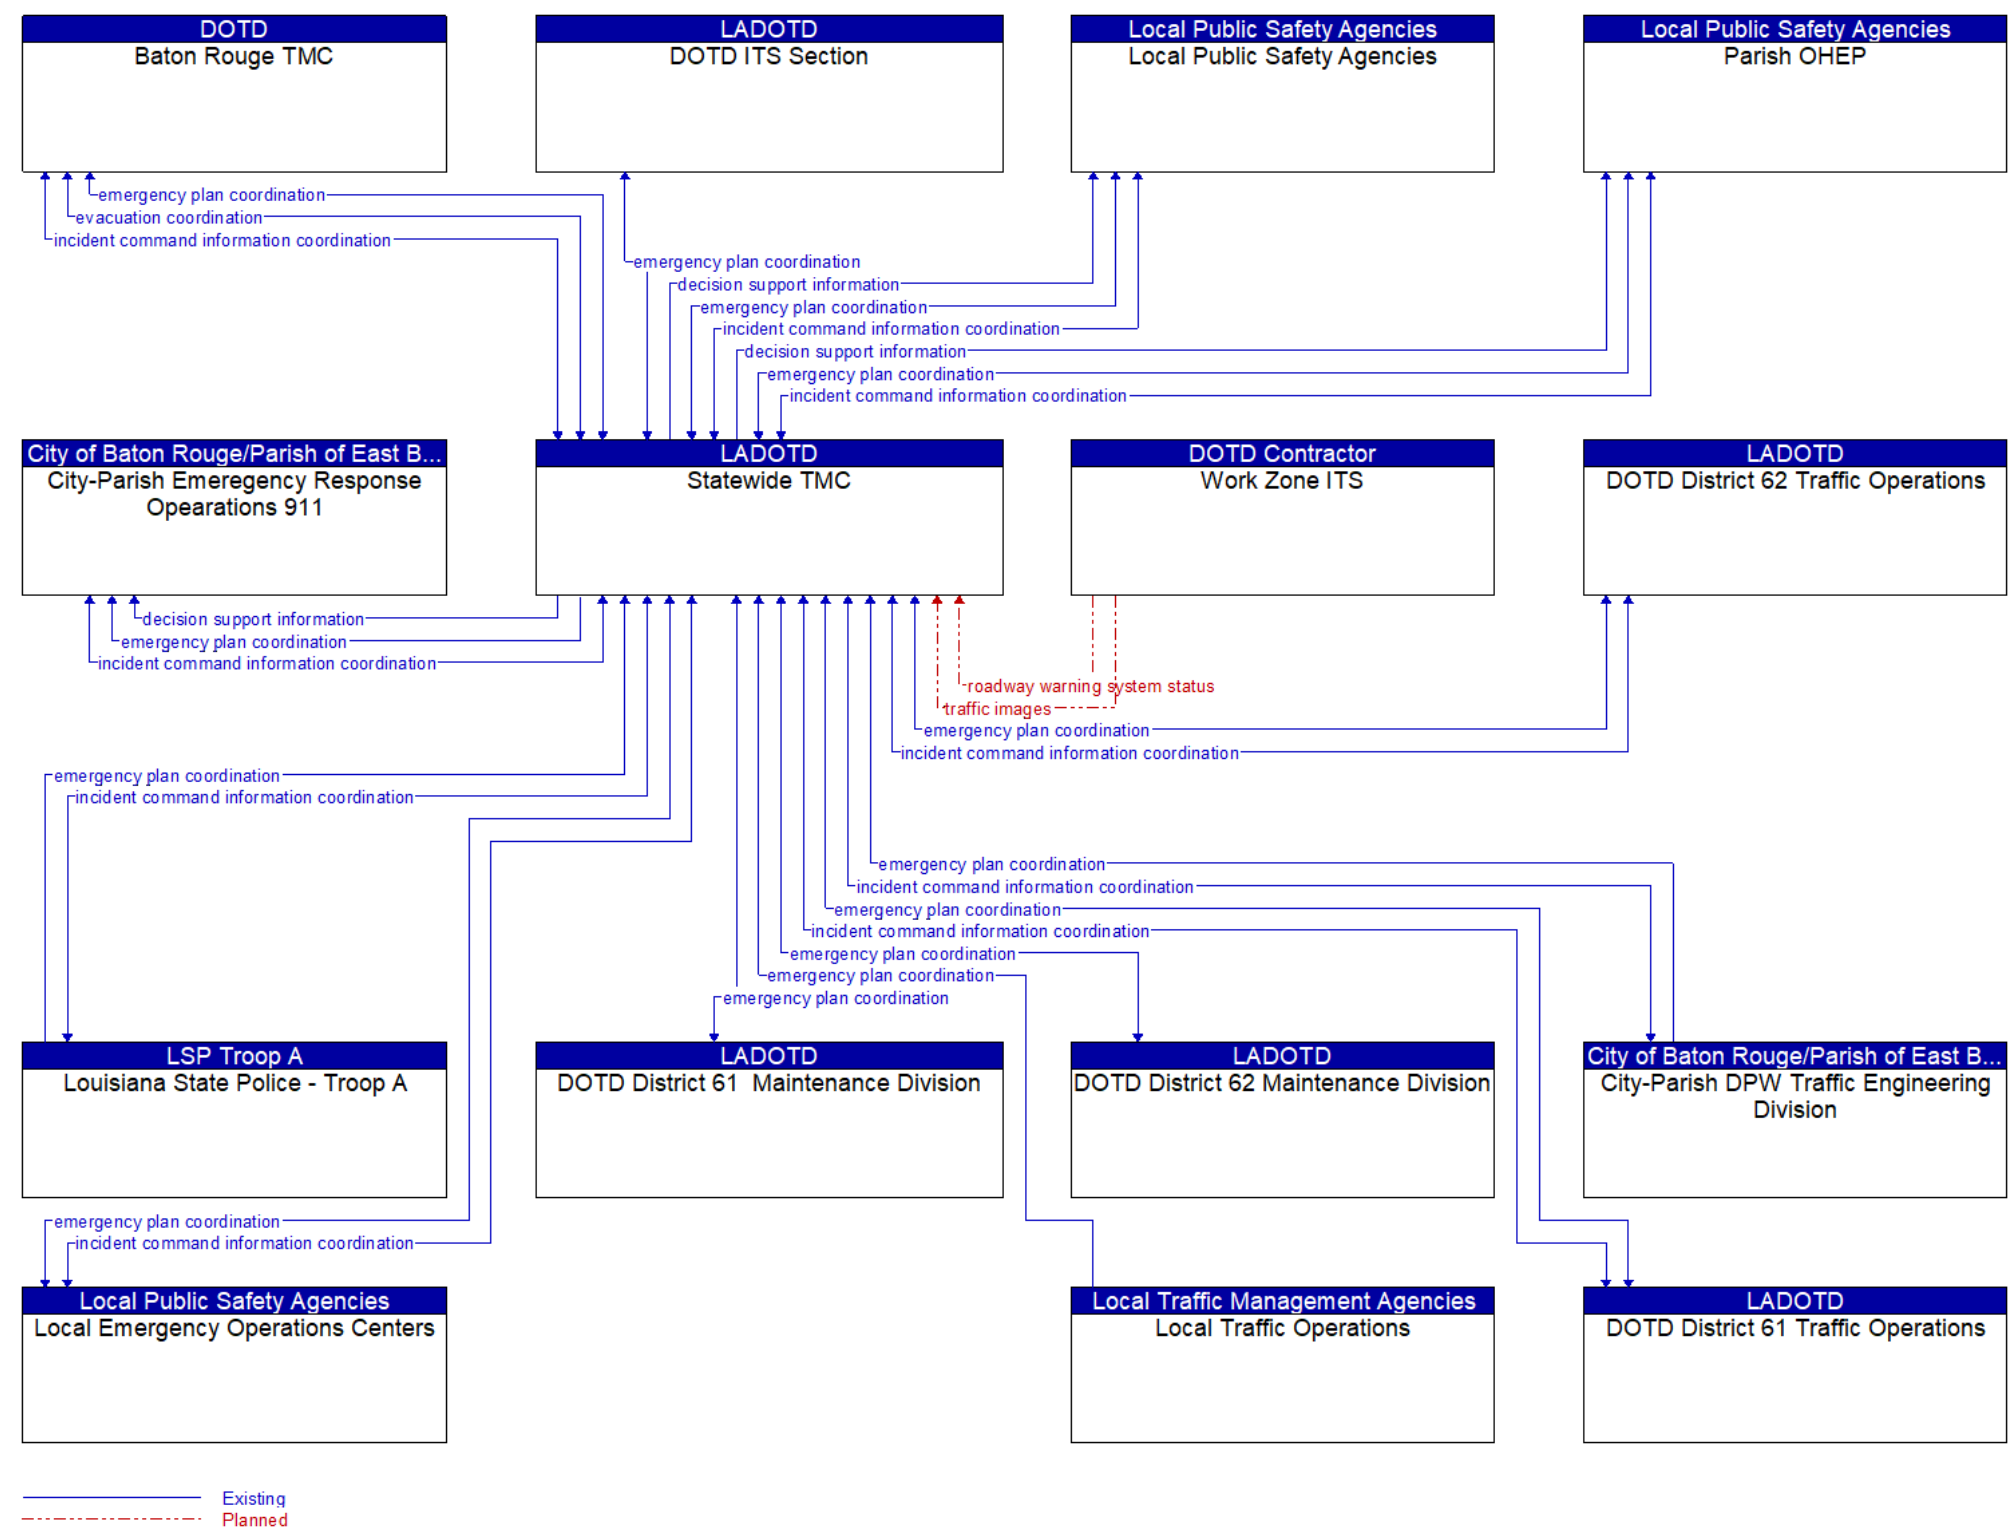 DOTD
Baton Rouge TMC
LADOTD
DOTD ITS Section
Local Public Safety Agencies
Local Public Safety Agencies
Local Public Safety Agencies
Parish OHEP
emergency plan coordination
evacuation coordination
incident command information coordination
emergency plan coordination
decision support information
emergency plan coordination
incident command information coordination
decision support information
emergency plan coordination
incident command information coordination
City of Baton Rouge/Parish of East B...
City-Parish Emeregency Response
Opearations 911
LADOTD
Statewide TMC
DOTD Contractor
Work Zone ITS
LADOTD
DOTD District 62 Traffic Operations
decision support information
emergency plan coordination
incident command information coordination
roadway warning system status
traffic images
emergency plan coordination
incident command information coordination
emergency plan coordination
incident command information coordination
emergency plan coordination
incident command information coordination
emergency plan coordination
incident command information coordination
emergency plan coordination
emergency plan coordination
emergency plan coordination
LSP Troop A
Louisiana State Police - Troop A
LADOTD
DOTD District 61 Maintenance Division
LADOTD
DOTD District 62 Maintenance Division
City of Baton Rouge/Parish of East B...
City-Parish DPW Traffic Engineering
Division
emergency plan coordination
incident command information coordination
Local Public Safety Agencies
Local Emergency Operations Centers
Local Traffic Management Agencies
Local Traffic Operations
LADOTD
DOTD District 61 Traffic Operations
Existing
Planned